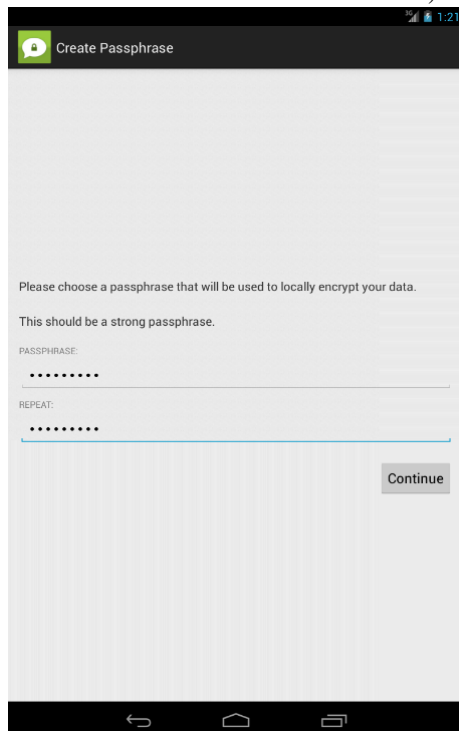 3G 1:21
Create Passphrase
Please choose a passphrase that will be used to locally encrypt your data.
This should be a strong passphrase.
PASSPHRASE:
•••••••••
REPEAT:
•••••••••
Continue